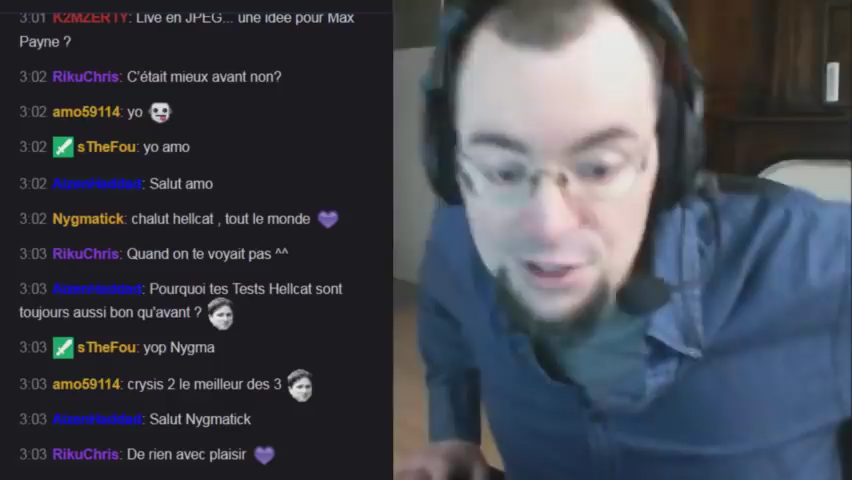 3:01 K2MZERTY: Live en JPEG... une idée pour Max
Payne ?
3:02 RikuChris: C'était mieux avant non?
3:02 amo59114: yo
3:02 sTheFou: yo amo
3:02 AizenHaddad: Salut amo
3:02 Nygmatick: chalut hellcat , tout le monde
3:03 RikuChris: Quand on te voyait pas ^^
3:03 AizenHaddad: Pourquoi tes Tests Hellcat sont
toujours aussi bon qu'avant ?
3:03 sTheFou: yop Nygma
3:03 amo59114: crysis 2 le meilleur des 3
3:03 AizenHaddad: Salut Nygmatick
3:03 RikuChris: De rien avec plaisir